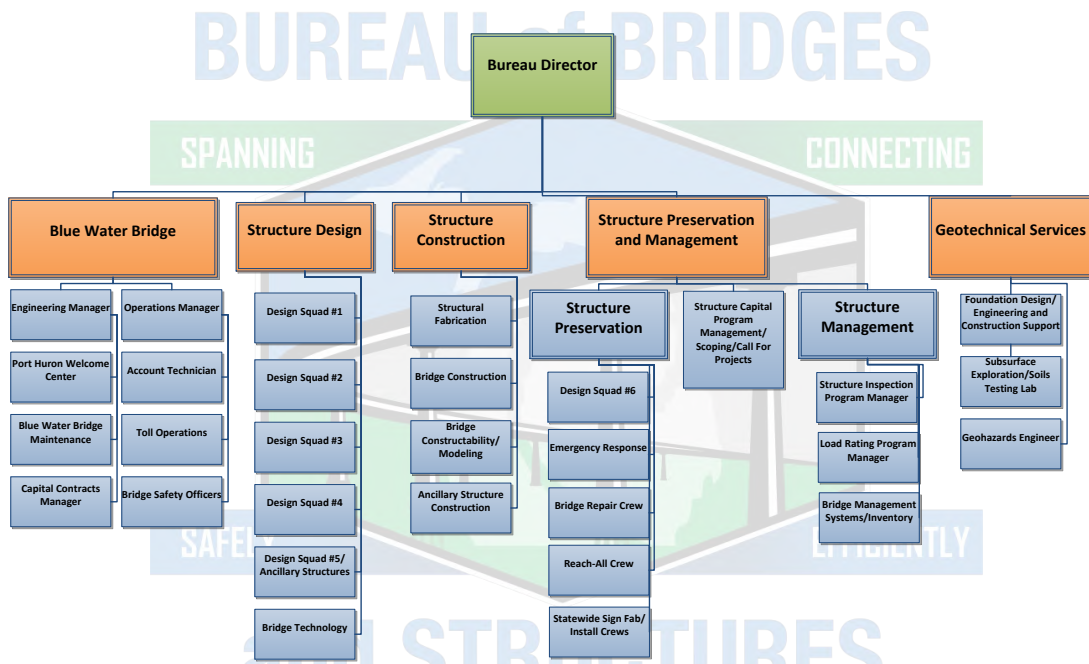 BUREAU of BRIDGES
Bureau Director
SPANNING
CONNECTING
Blue Water Bridge
Structure Design
Structure
Construction
Structure Preservation
and Management
Geotechnical Services
Engineering Manager
Port Huron Welcome
Center
Blue Water Bridge
Maintenance
Capital Contracts
Manager
Operations Manager
Account Technician
Toll Operations
Bridge Safety Officers
Design Squad #1
Design Squad #2
Design Squad #3
Design Squad #4
Design Squad #5/
Ancillary Structures
Bridge Technology
Structural
Fabrication
Bridge Construction
Bridge
Constructability/
Modeling
Ancillary Structure
Construction
Structure
Preservation
Design Squad #6
Emergency Response
Bridge Repair Crew
Reach-All Crew
Statewide Sign Fab/
Install Crews
Structure Capital
Program
Management/
Scoping/Call For
Projects
Structure
Management
Structure Inspection
Program Manager
Load Rating Program
Manager
Bridge Management
Systems/Inventory
Foundation Design/
Engineering and
Construction Support
Subsurface
Exploration/Soils
Testing Lab
Geohazards Engineer
SAFELY
EFFICIENTLY
and STRUCTURES